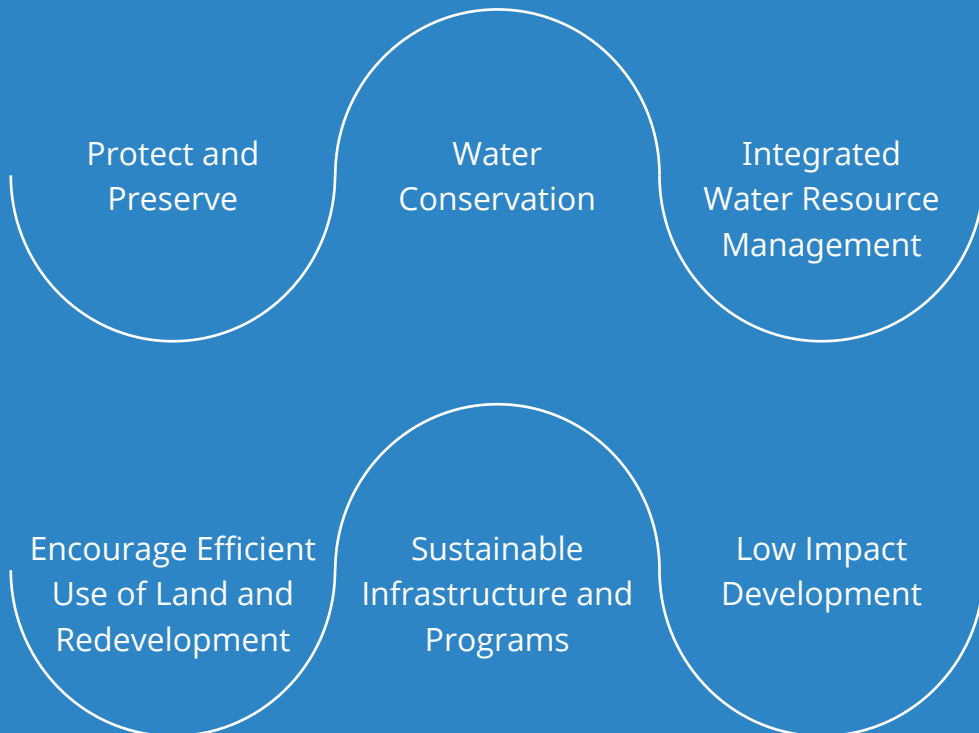 Protect and
Preserve
Water
Conservation
Integrated
Water Resource
Management
Encourage Efficient
Use of Land and
Redevelopment
Sustainable
Infrastructure and
Programs
Low Impact
Development